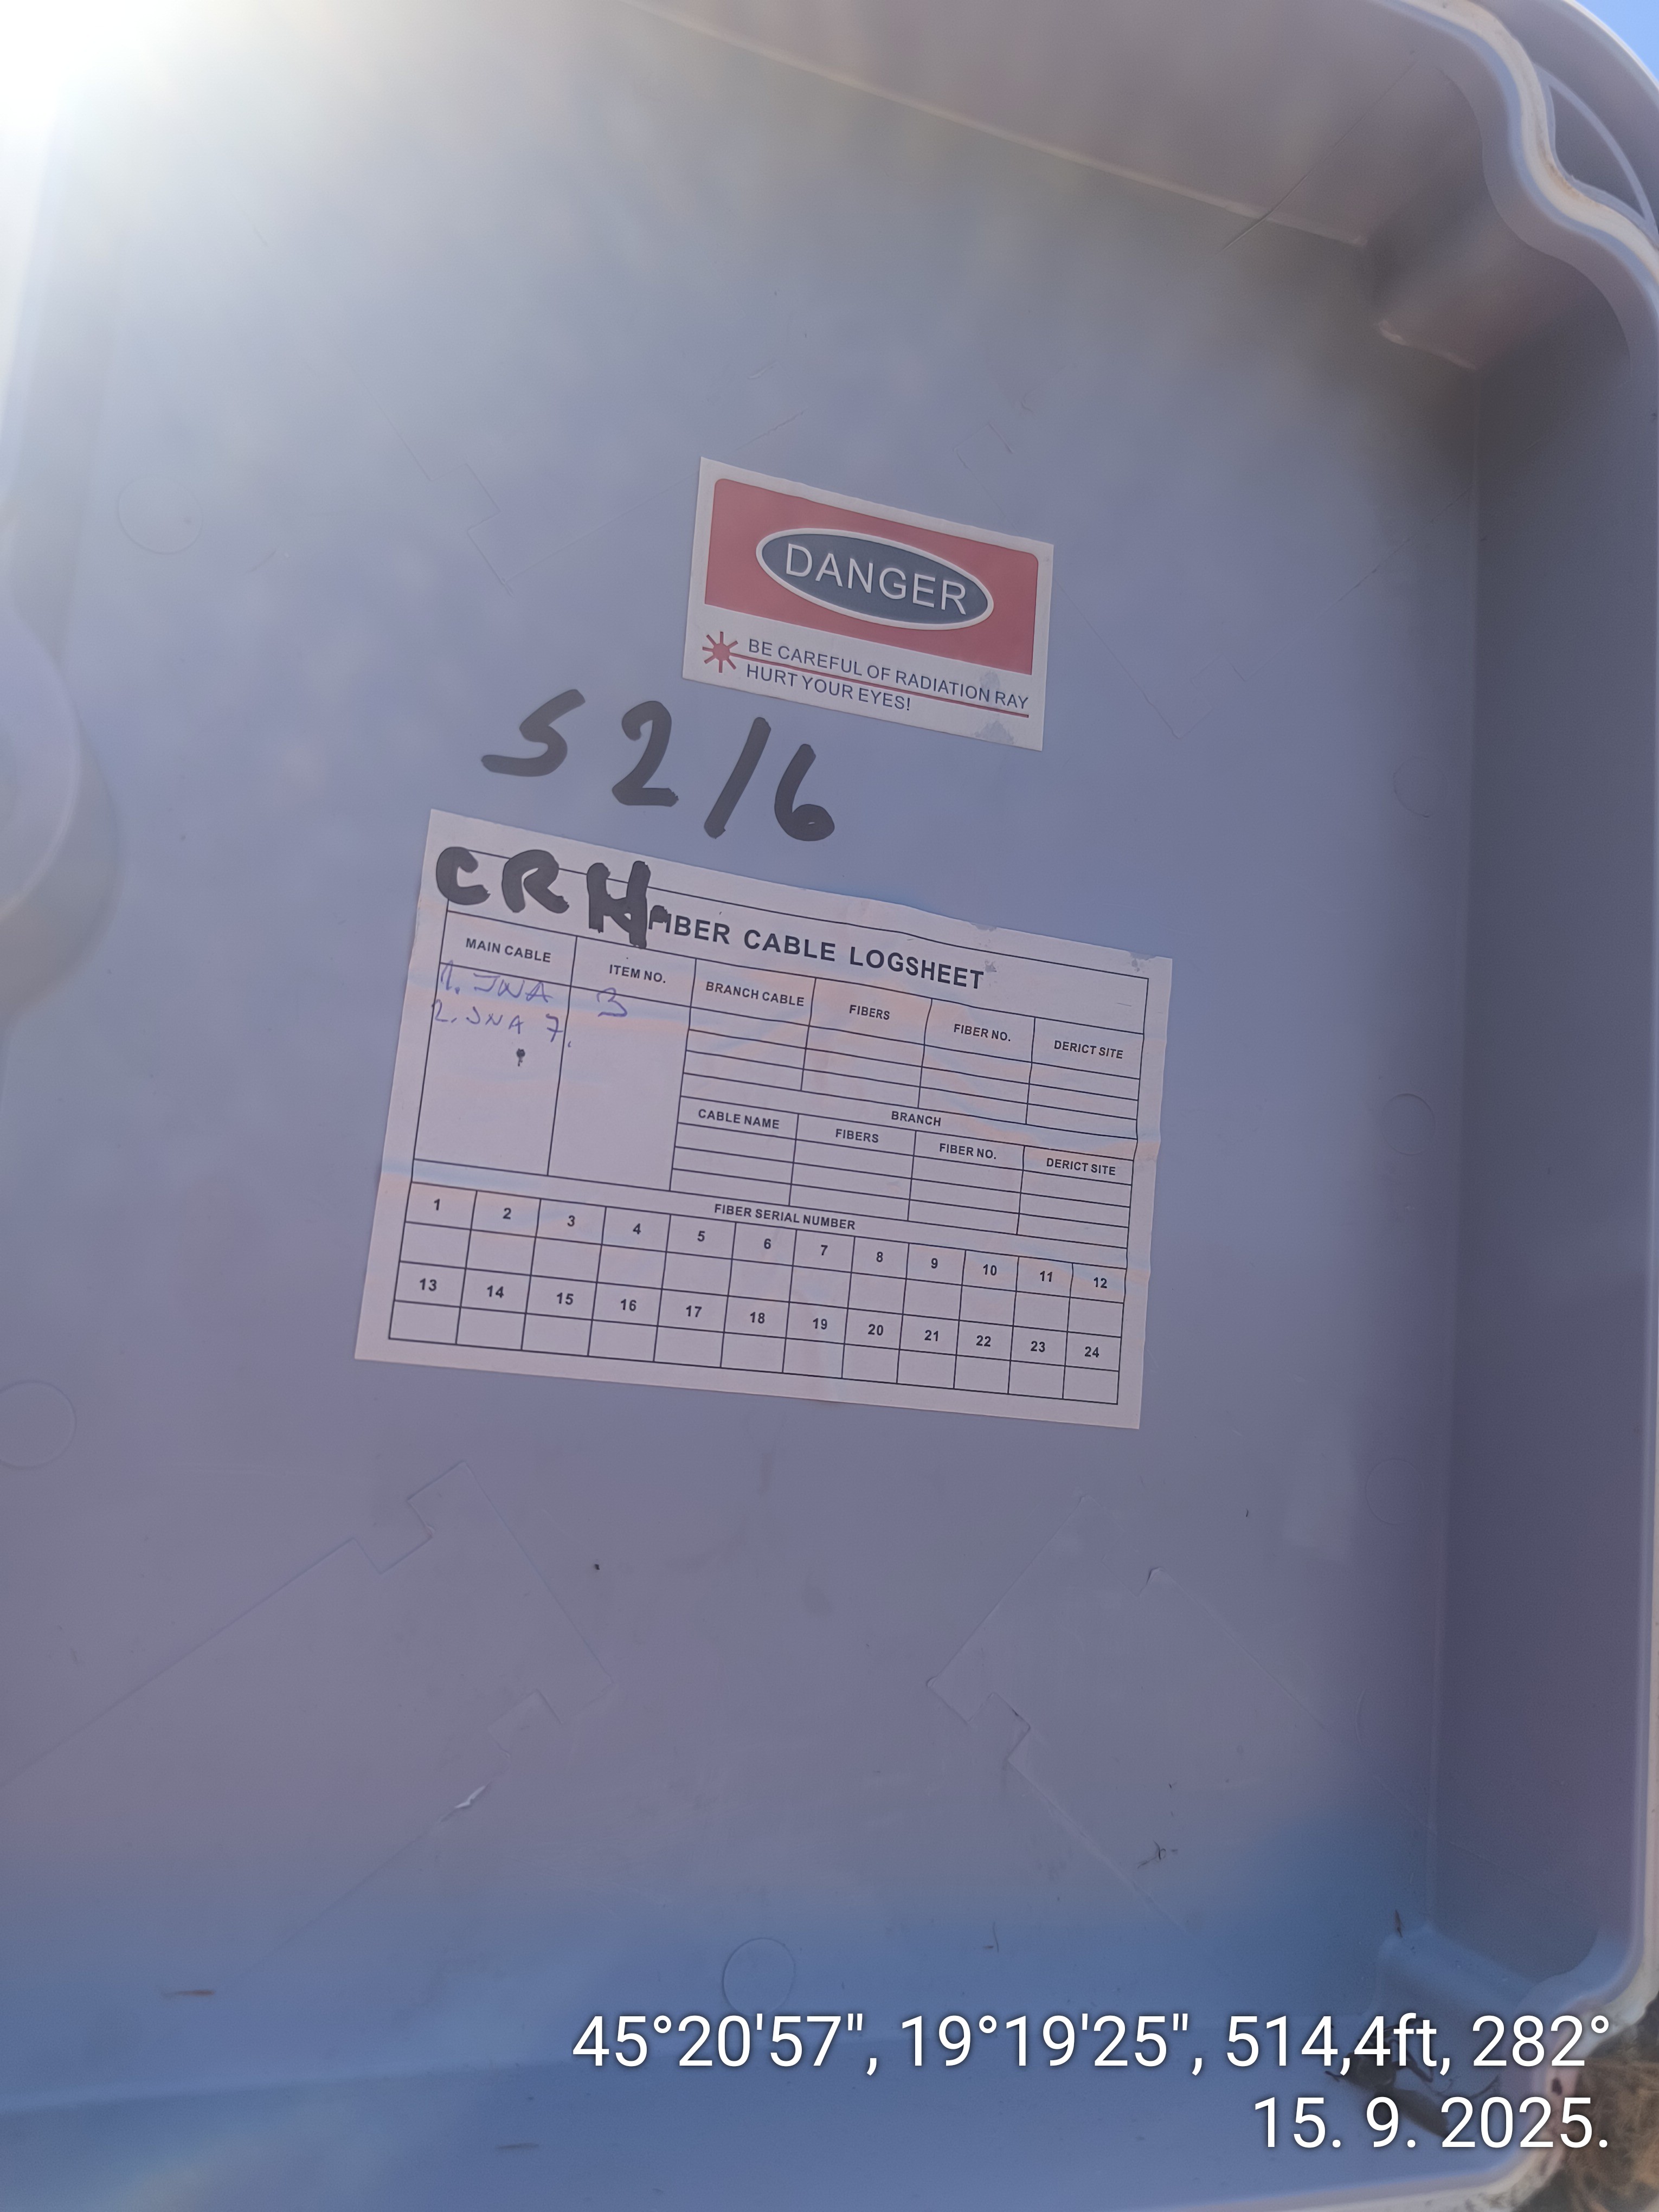 DANGER
BE CAREFUL OF RADIATION RAY
HURT YOUR EYES!
S2/6
CRN
IBER CABLE LOGSHEET
MAIN CABLE ITEM NO. BRANCH CABLE FIBERS FIBER NO. DERICT SITE
1. JNA 3
2. JNA 7.
BRANCH
CABLE NAME FIBERS FIBER NO. DERICT SITE
FIBER SERIAL NUMBER
1 2 3 4 5 6 7 8 9 10 11 12
13 14 15 16 17 18 19 20 21 22 23 24
45°20'57", 19°19'25", 514,4ft, 282°
15. 9. 2025.